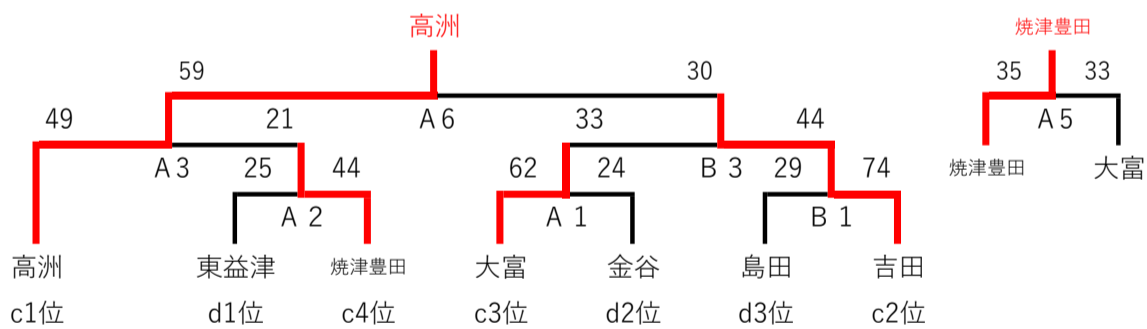 高洲
焼津豊田
59
30
35
33
49
21
A 6
33
44
A 5
A 3
25
44
62
24
B 3
29
74
焼津豊田
大富
A 2
A 1
B 1
高洲
東益津
焼津豊田
大富
金谷
島田
吉田
c1位
d1位
c4位
c3位
d2位
d3位
c2位